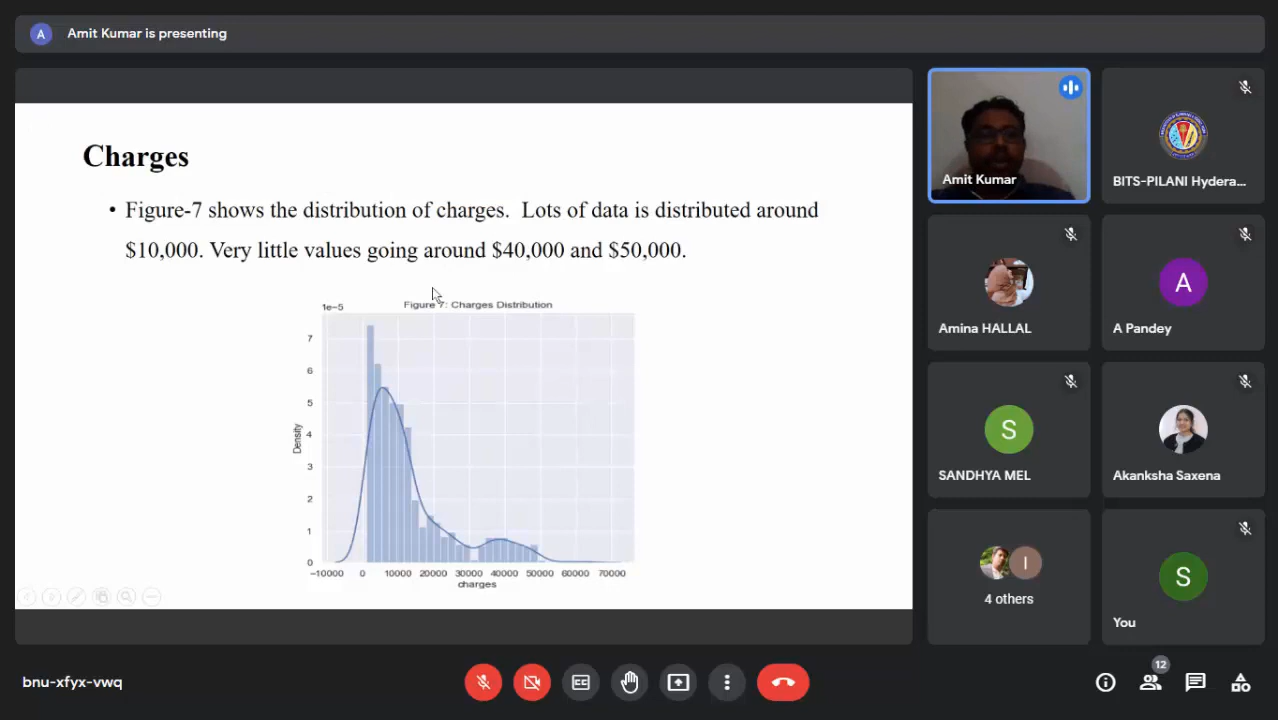 A Amit Kumar is presenting
Charges
• Figure-7 shows the distribution of charges. Lots of data is distributed around
$10,000. Very little values going around $40,000 and $50,000.
1e−5
Figure 7: Charges Distribution
7
6
5
4
3
2
1
0
Density
−10000 0 10000 20000 30000 40000 50000 60000 70000
charges
Amit Kumar
BITS-PILANI Hydera...
Amina HALLAL
A
A Pandey
S
SANDHYA MEL
Akanksha Saxena
I
4 others
S
You
bnu-xfyx-vwq
CC
12